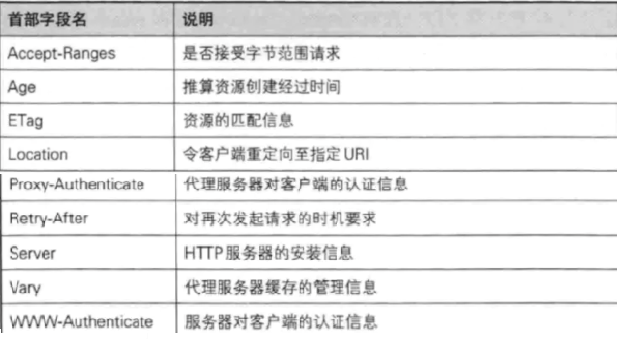 首部字段名 说明
Accept-Ranges 是否接受字节范围请求
Age 推算资源创建经过时间
ETag 资源的匹配信息
Location 令客户端重定向至指定URI
Proxy-Authenticate 代理服务器对客户端的认证信息
Retry-After 对再次发起请求的时机要求
Server HTTP服务器的安装信息
Vary 代理服务器缓存的管理信息
WWW-Authenticate 服务器对客户端的认证信息